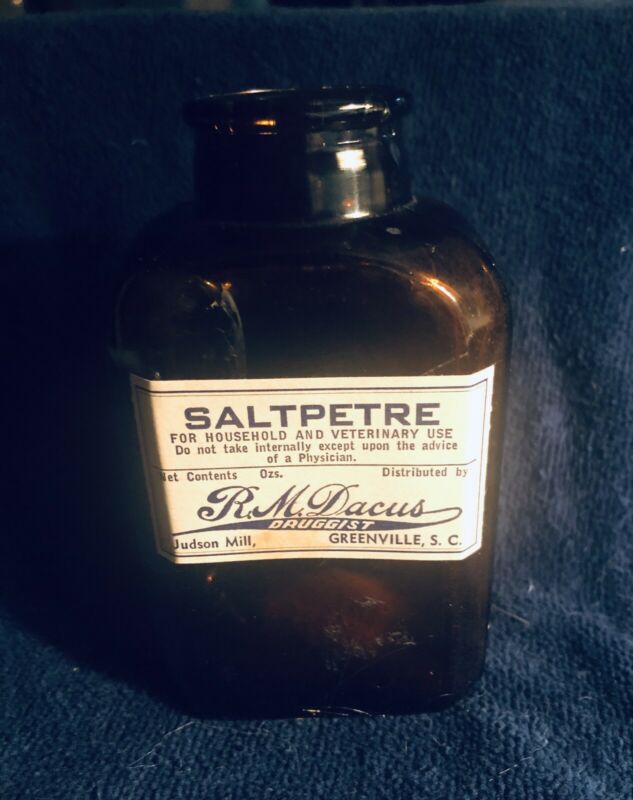 SALTPETRE
FOR HOUSEHOLD AND VETERINARY USE
Do not take internally except upon the advice
of a Physician.
Net Contents Ozs. Distributed by
R.M. Dacus
DRUGGIST
Judson Mill, GREENVILLE, S. C.